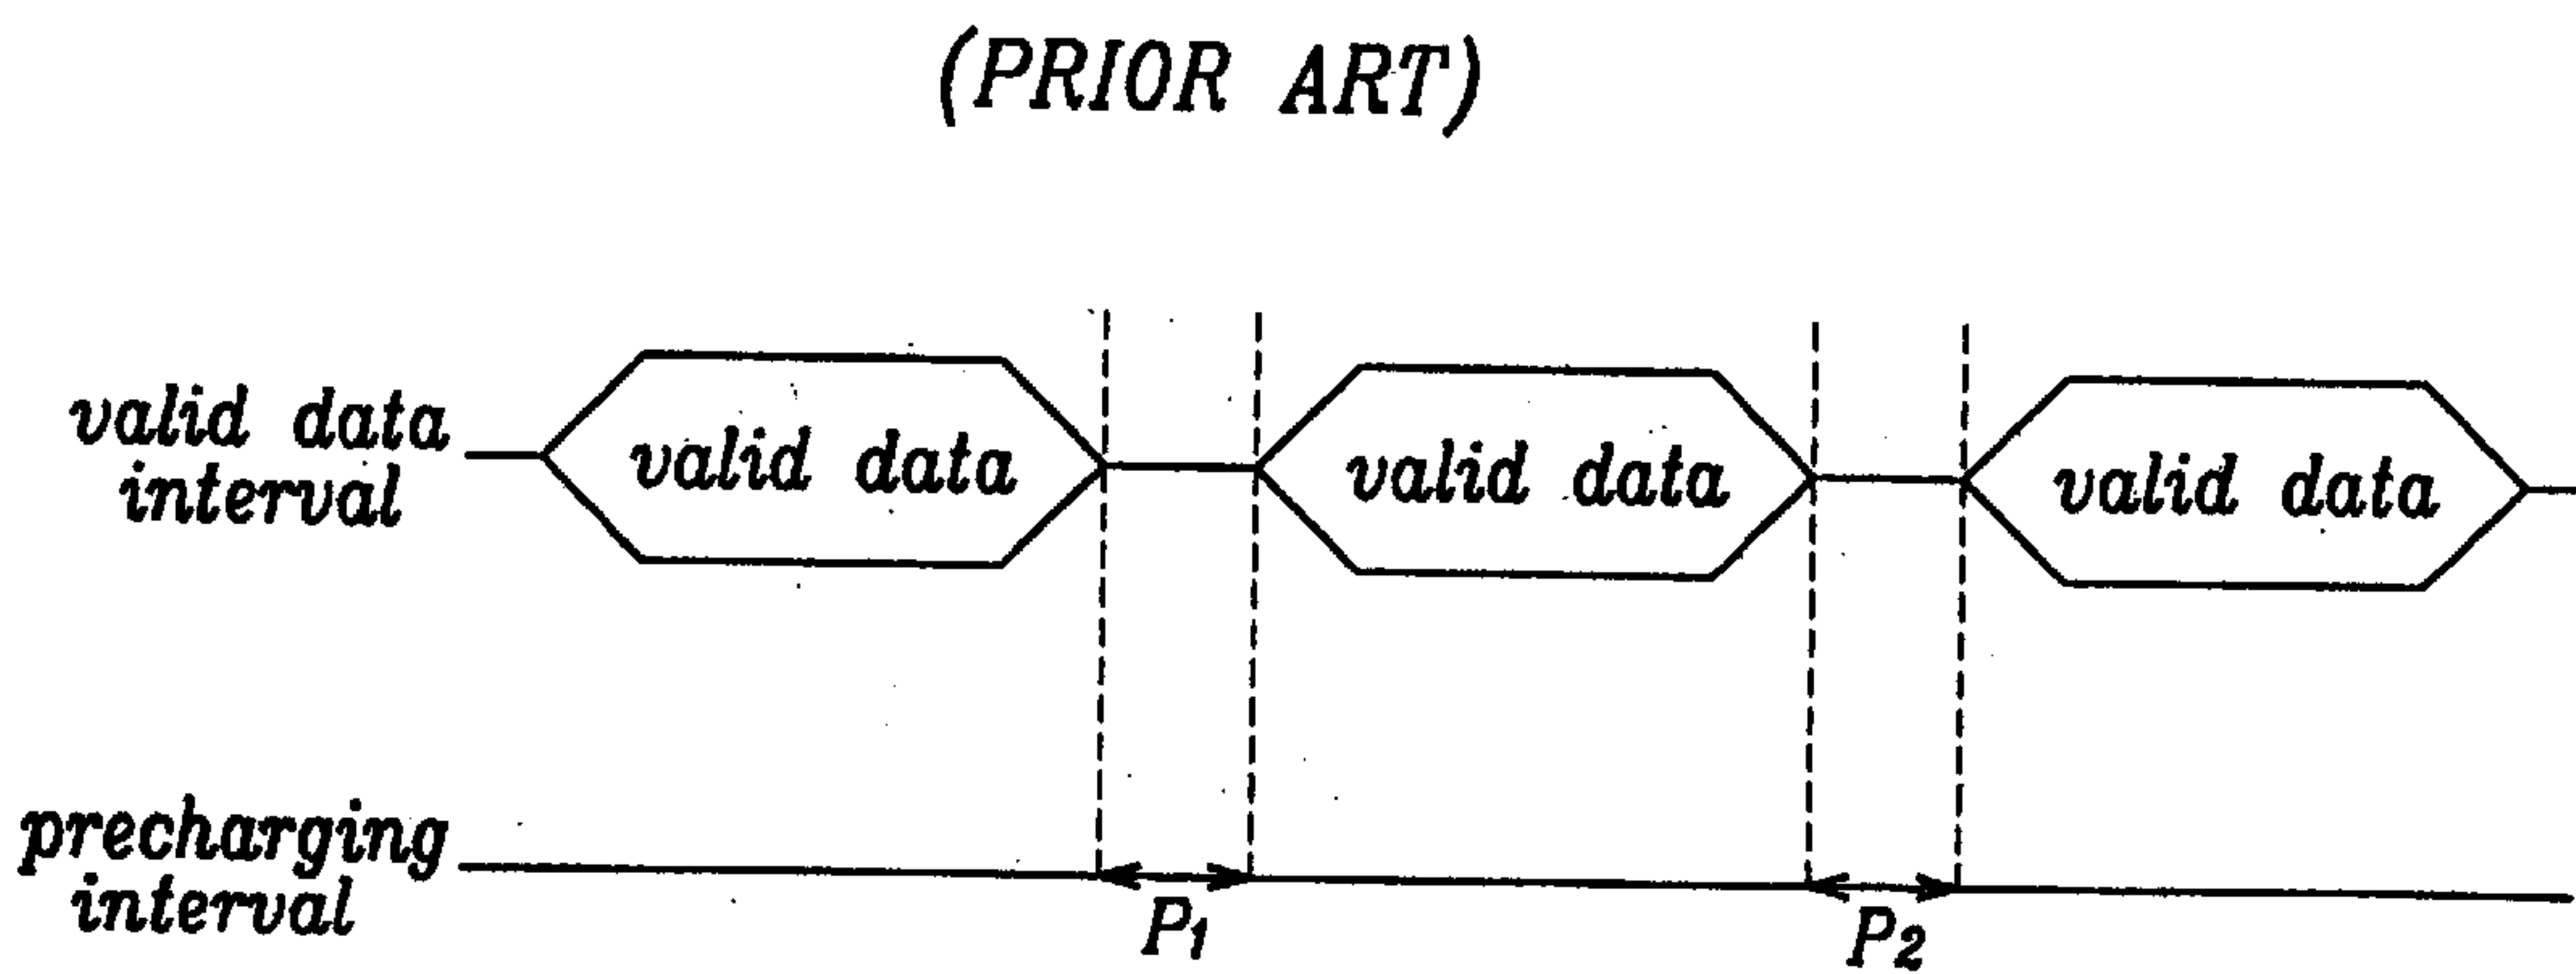 (PRIOR ART)
valid data
interval
valid data
valid data
valid data
precharging
interval
P1
P2